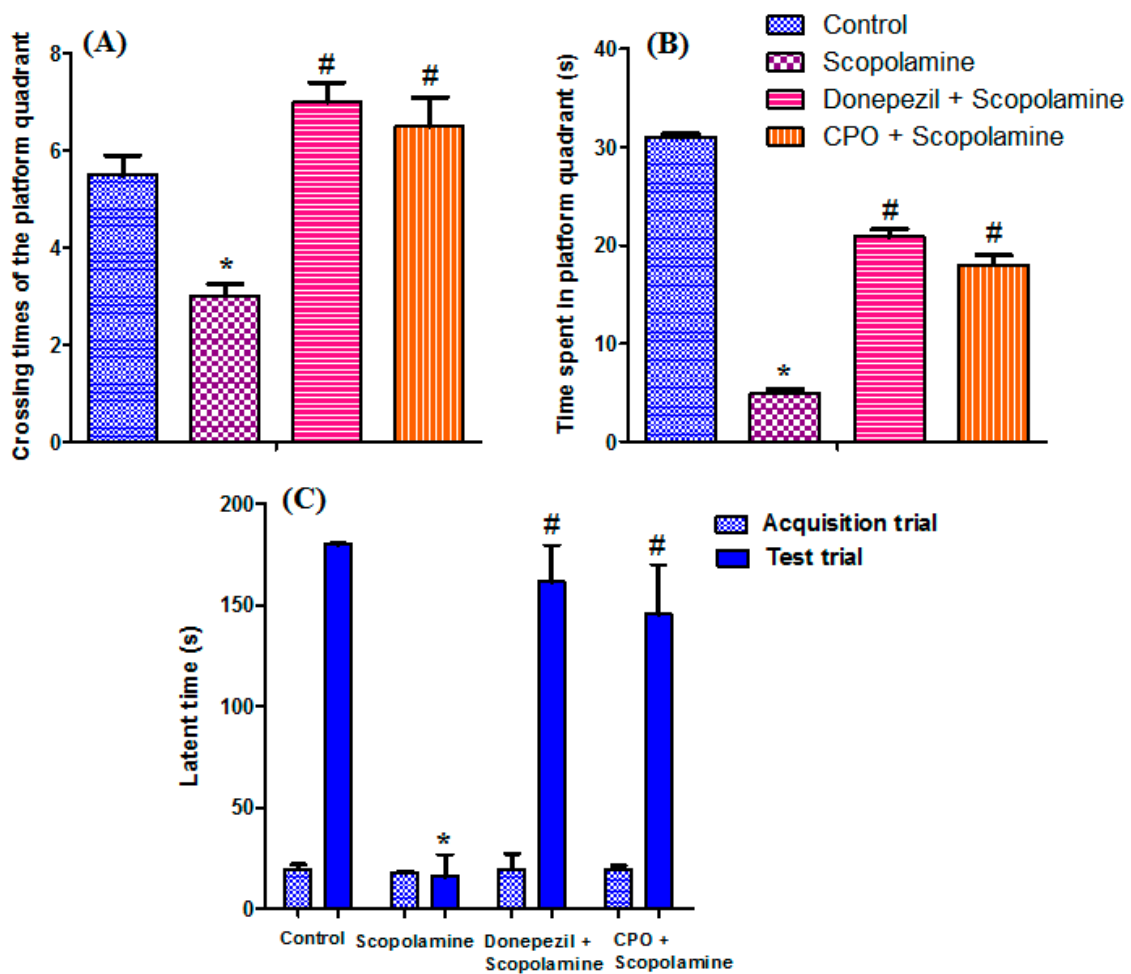 (A)
Crossing times of the platform quadrant
8
6
4
2
0
#
#
*
(B)
Time spent in platform quadrant (s)
40
30
20
10
0
#
#
*
Control
Scopolamine
Donepezil + Scopolamine
CPO + Scopolamine
(C)
Latent time (s)
200
150
100
50
0
#
#
*
Acquisition trial
Test trial
Control
Scopolamine
Donepezil +
Scopolamine
CPO +
Scopolamine